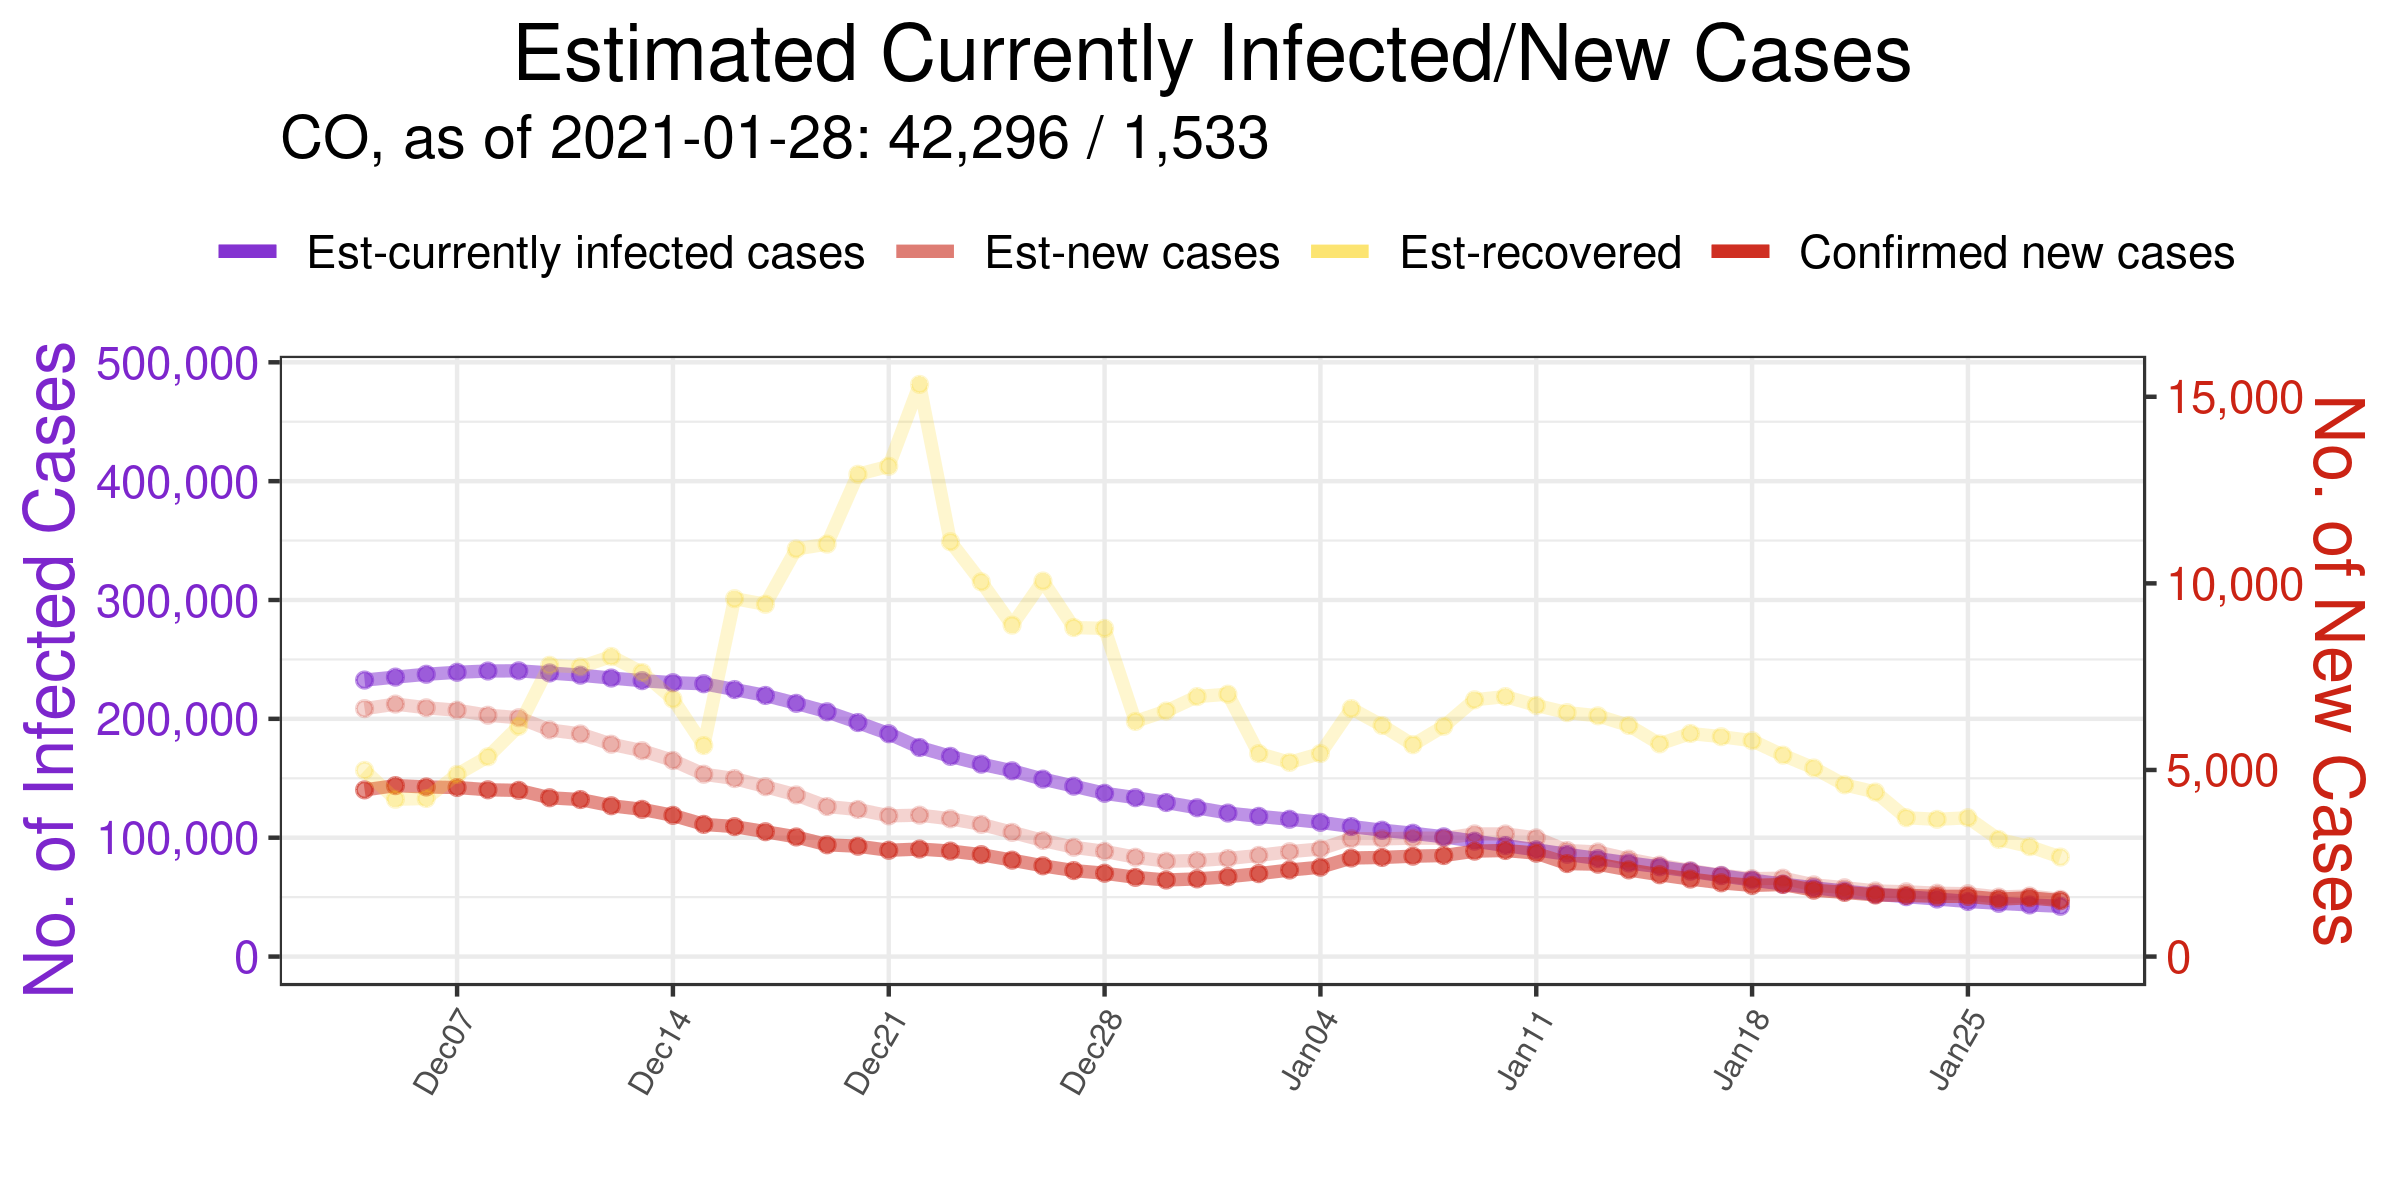 Estimated Currently Infected/New Cases
CO, as of 2021-01-28: 42,296 / 1,533
Est-currently infected cases
Est-new cases
Est-recovered
Confirmed new cases
No. of Infected Cases
500,000
400,000
300,000
200,000
100,000
0
15,000
10,000
5,000
0
No. of New Cases
Dec07
Dec14
Dec21
Dec28
Jan04
Jan11
Jan18
Jan25